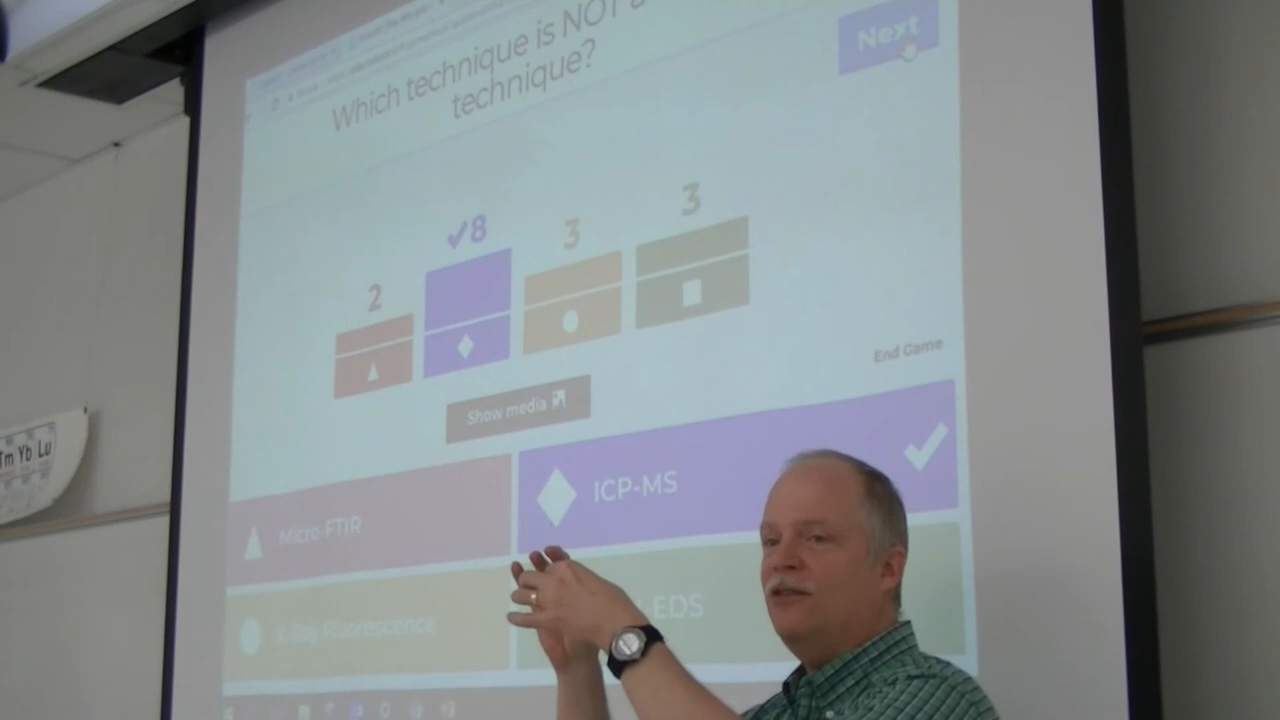 Which technique is NOT a
technique?
Next
2
✓8
3
3
End Game
Show media
Micro-FTIR
ICP-MS
X-Ray Fluorescence
EDS
Tm Yb Lu